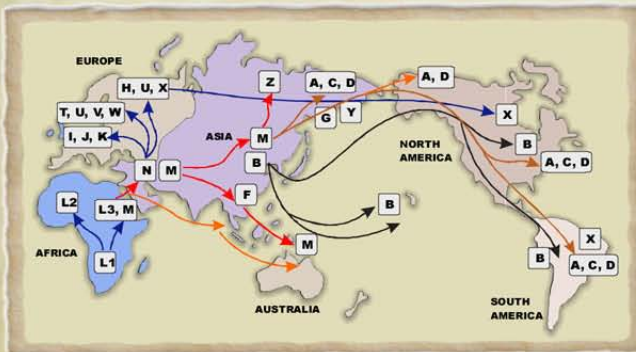 EUROPE
H, U, X
Z
A, C, D
A, D
T, U, V, W
G
Y
X
I, J, K
ASIA
M
B
NORTH
AMERICA
B
A, C, D
N
M
F
B
L2
L3, M
M
X
AFRICA
L1
B
A, C, D
AUSTRALIA
SOUTH
AMERICA